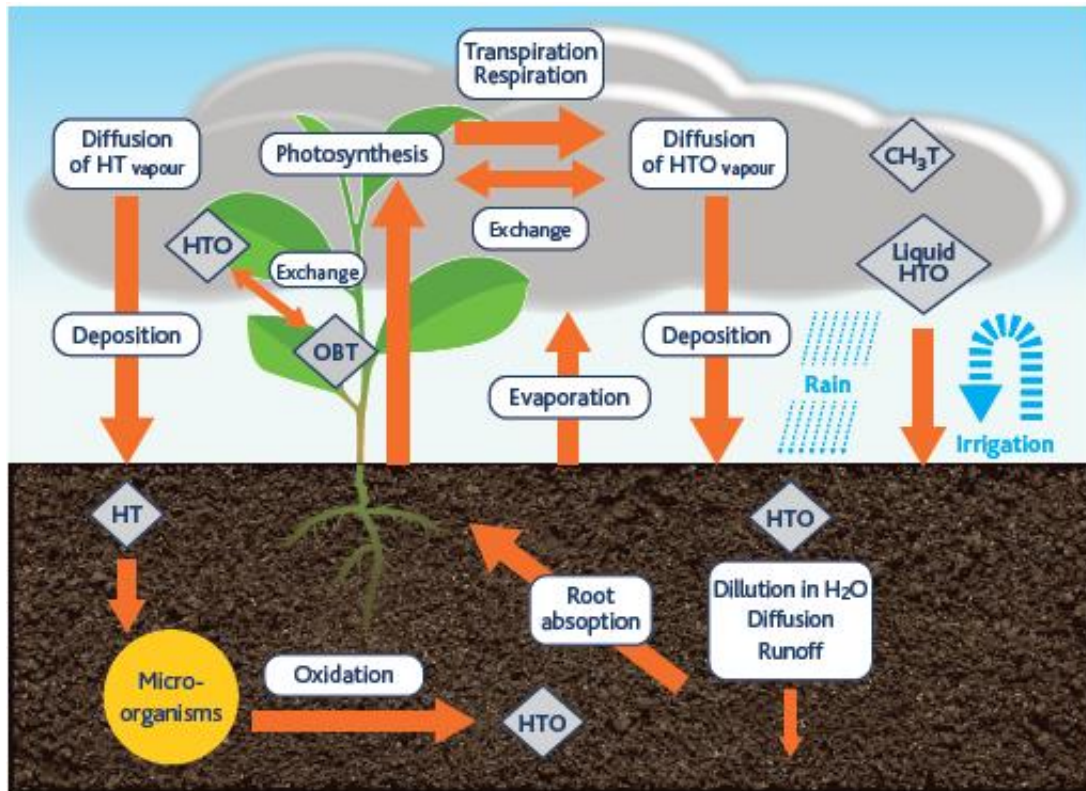 Transpiration
Respiration
Diffusion
of HT vapour
Photosynthesis
Diffusion
of HTO vapour
CH₃T
HTO
Exchange
Exchange
Liquid
HTO
Deposition
OBT
Evaporation
Deposition
Rain
Irrigation
HT
HTO
Root
absoption
Dillution in H₂O
Diffusion
Runoff
Micro-
organisms
Oxidation
HTO